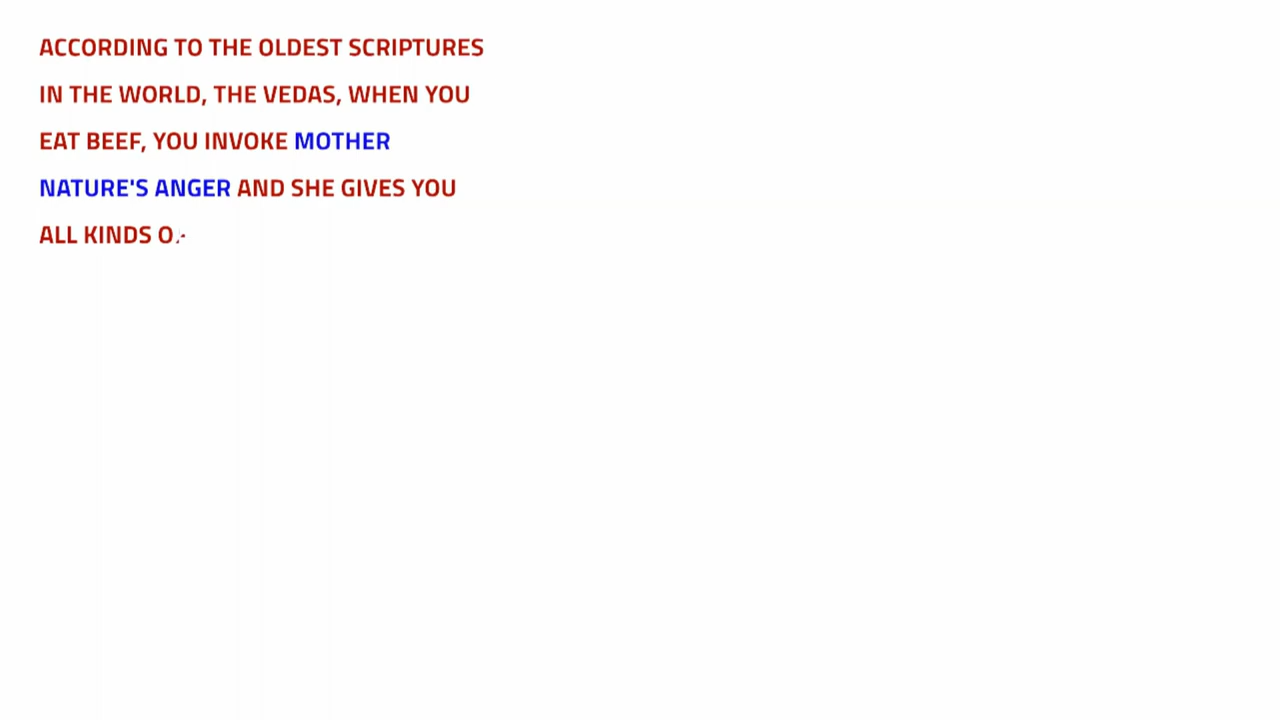 ACCORDING TO THE OLDEST SCRIPTURES
IN THE WORLD, THE VEDAS, WHEN YOU
EAT BEEF, YOU INVOKE MOTHER
NATURE'S ANGER AND SHE GIVES YOU
ALL KINDS